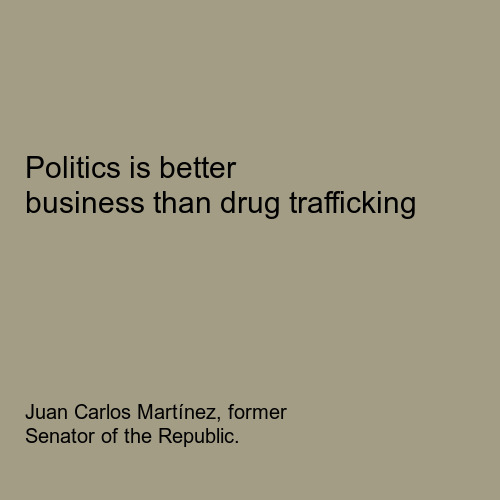 Politics is better
business than drug trafficking
Juan Carlos Martínez, former
Senator of the Republic.